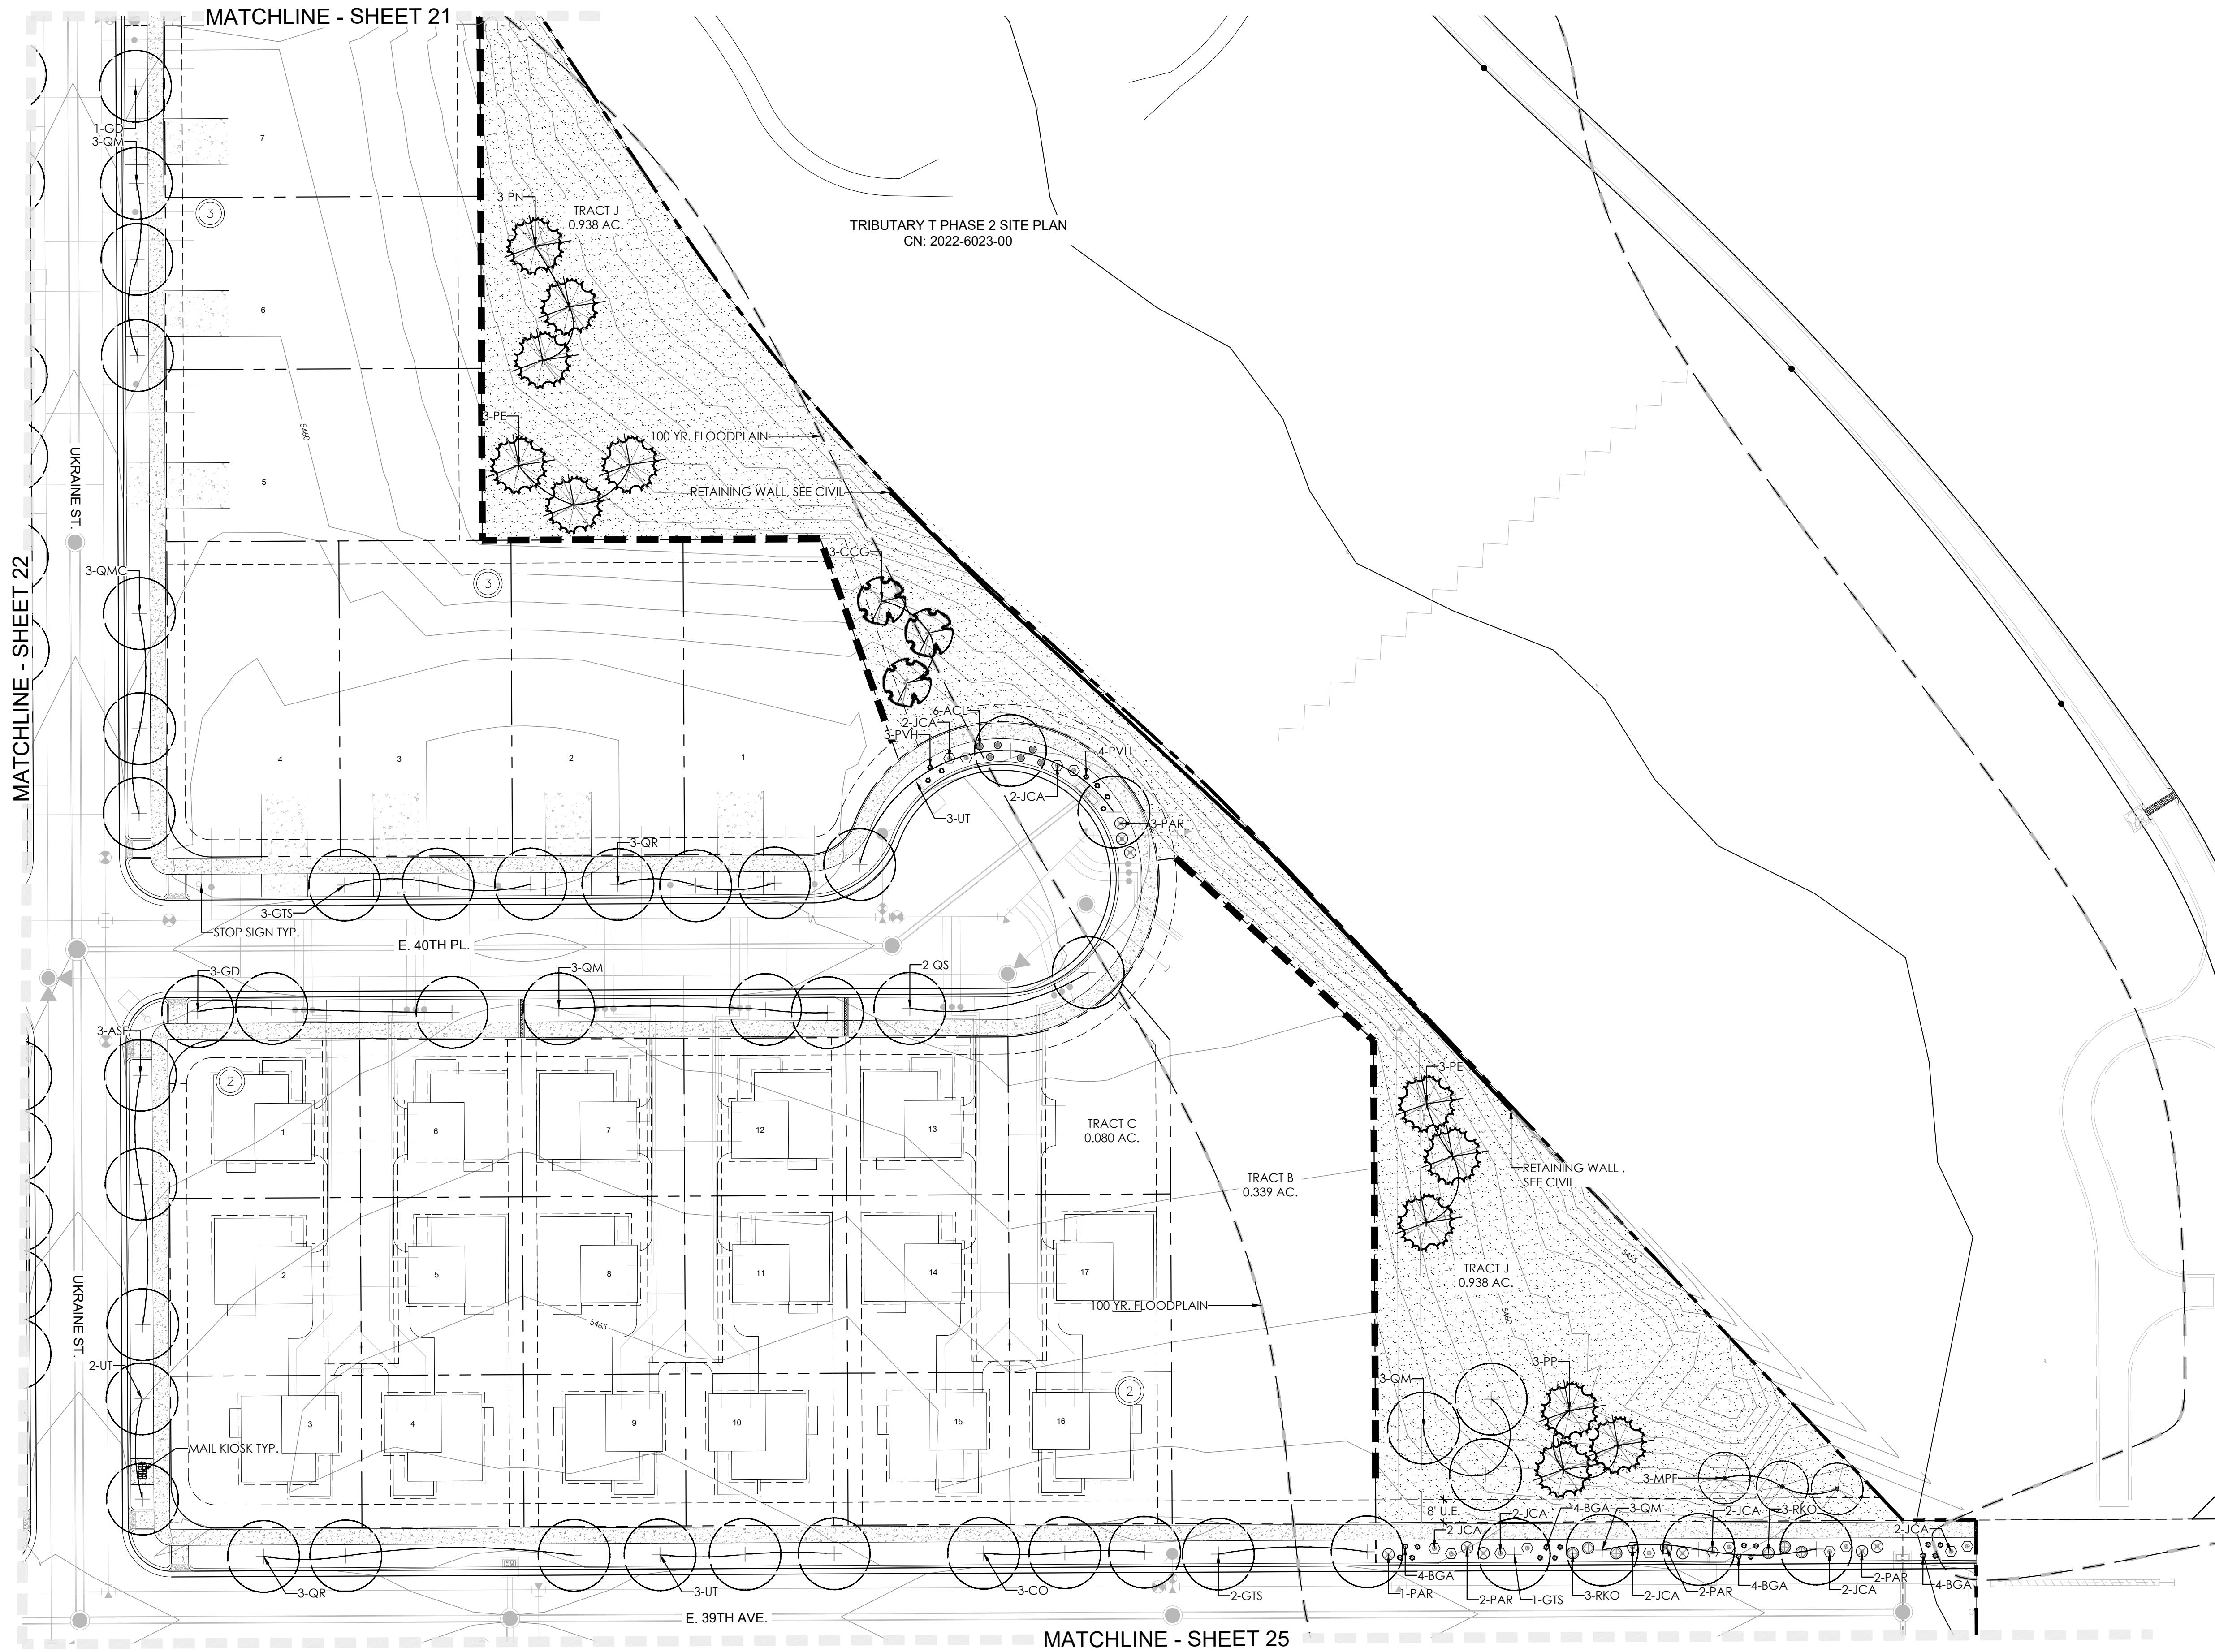 MATCHLINE - SHEET 21
1-GD
3-QM
7
3
3-PN
TRACT J
0.938 AC.
TRIBUTARY T PHASE 2 SITE PLAN
CN: 2022-6023-00
6
3-PE
5460
100 YR. FLOODPLAIN
UKRAINE ST.
5
RETAINING WALL, SEE CIVIL
MATCHLINE - SHEET 22
3-QMC
3
3-CCG
6-ACL
2-JCA
3-PVH
4-PVH
4
3
2
1
2-JCA
3-UT
3-PAR
3-QR
3-GTS
STOP SIGN TYP.
E. 40TH PL.
3-GD
3-QM
2-QS
3-ASF
2
1
6
7
12
13
TRACT C
0.080 AC.
3-PE
TRACT B
0.339 AC.
RETAINING WALL ,
SEE CIVIL
5455
2
5
8
11
14
17
TRACT J
0.938 AC.
UKRAINE ST.
5465
100 YR. FLOODPLAIN
5460
2-UT
3-PP
3-QM
2
3
4
9
10
15
16
MAIL KIOSK TYP.
3-MPF
8' U.E.
2-JCA
2-JCA
4-BGA
3-QM
2-JCA
3-RKO
2-JCA
SW
3-QR
3-UT
3-CO
2-GTS
1-PAR
4-BGA
2-PAR
1-GTS
3-RKO
2-JCA
2-PAR
4-BGA
2-JCA
2-PAR
4-BGA
E. 39TH AVE.
MATCHLINE - SHEET 25